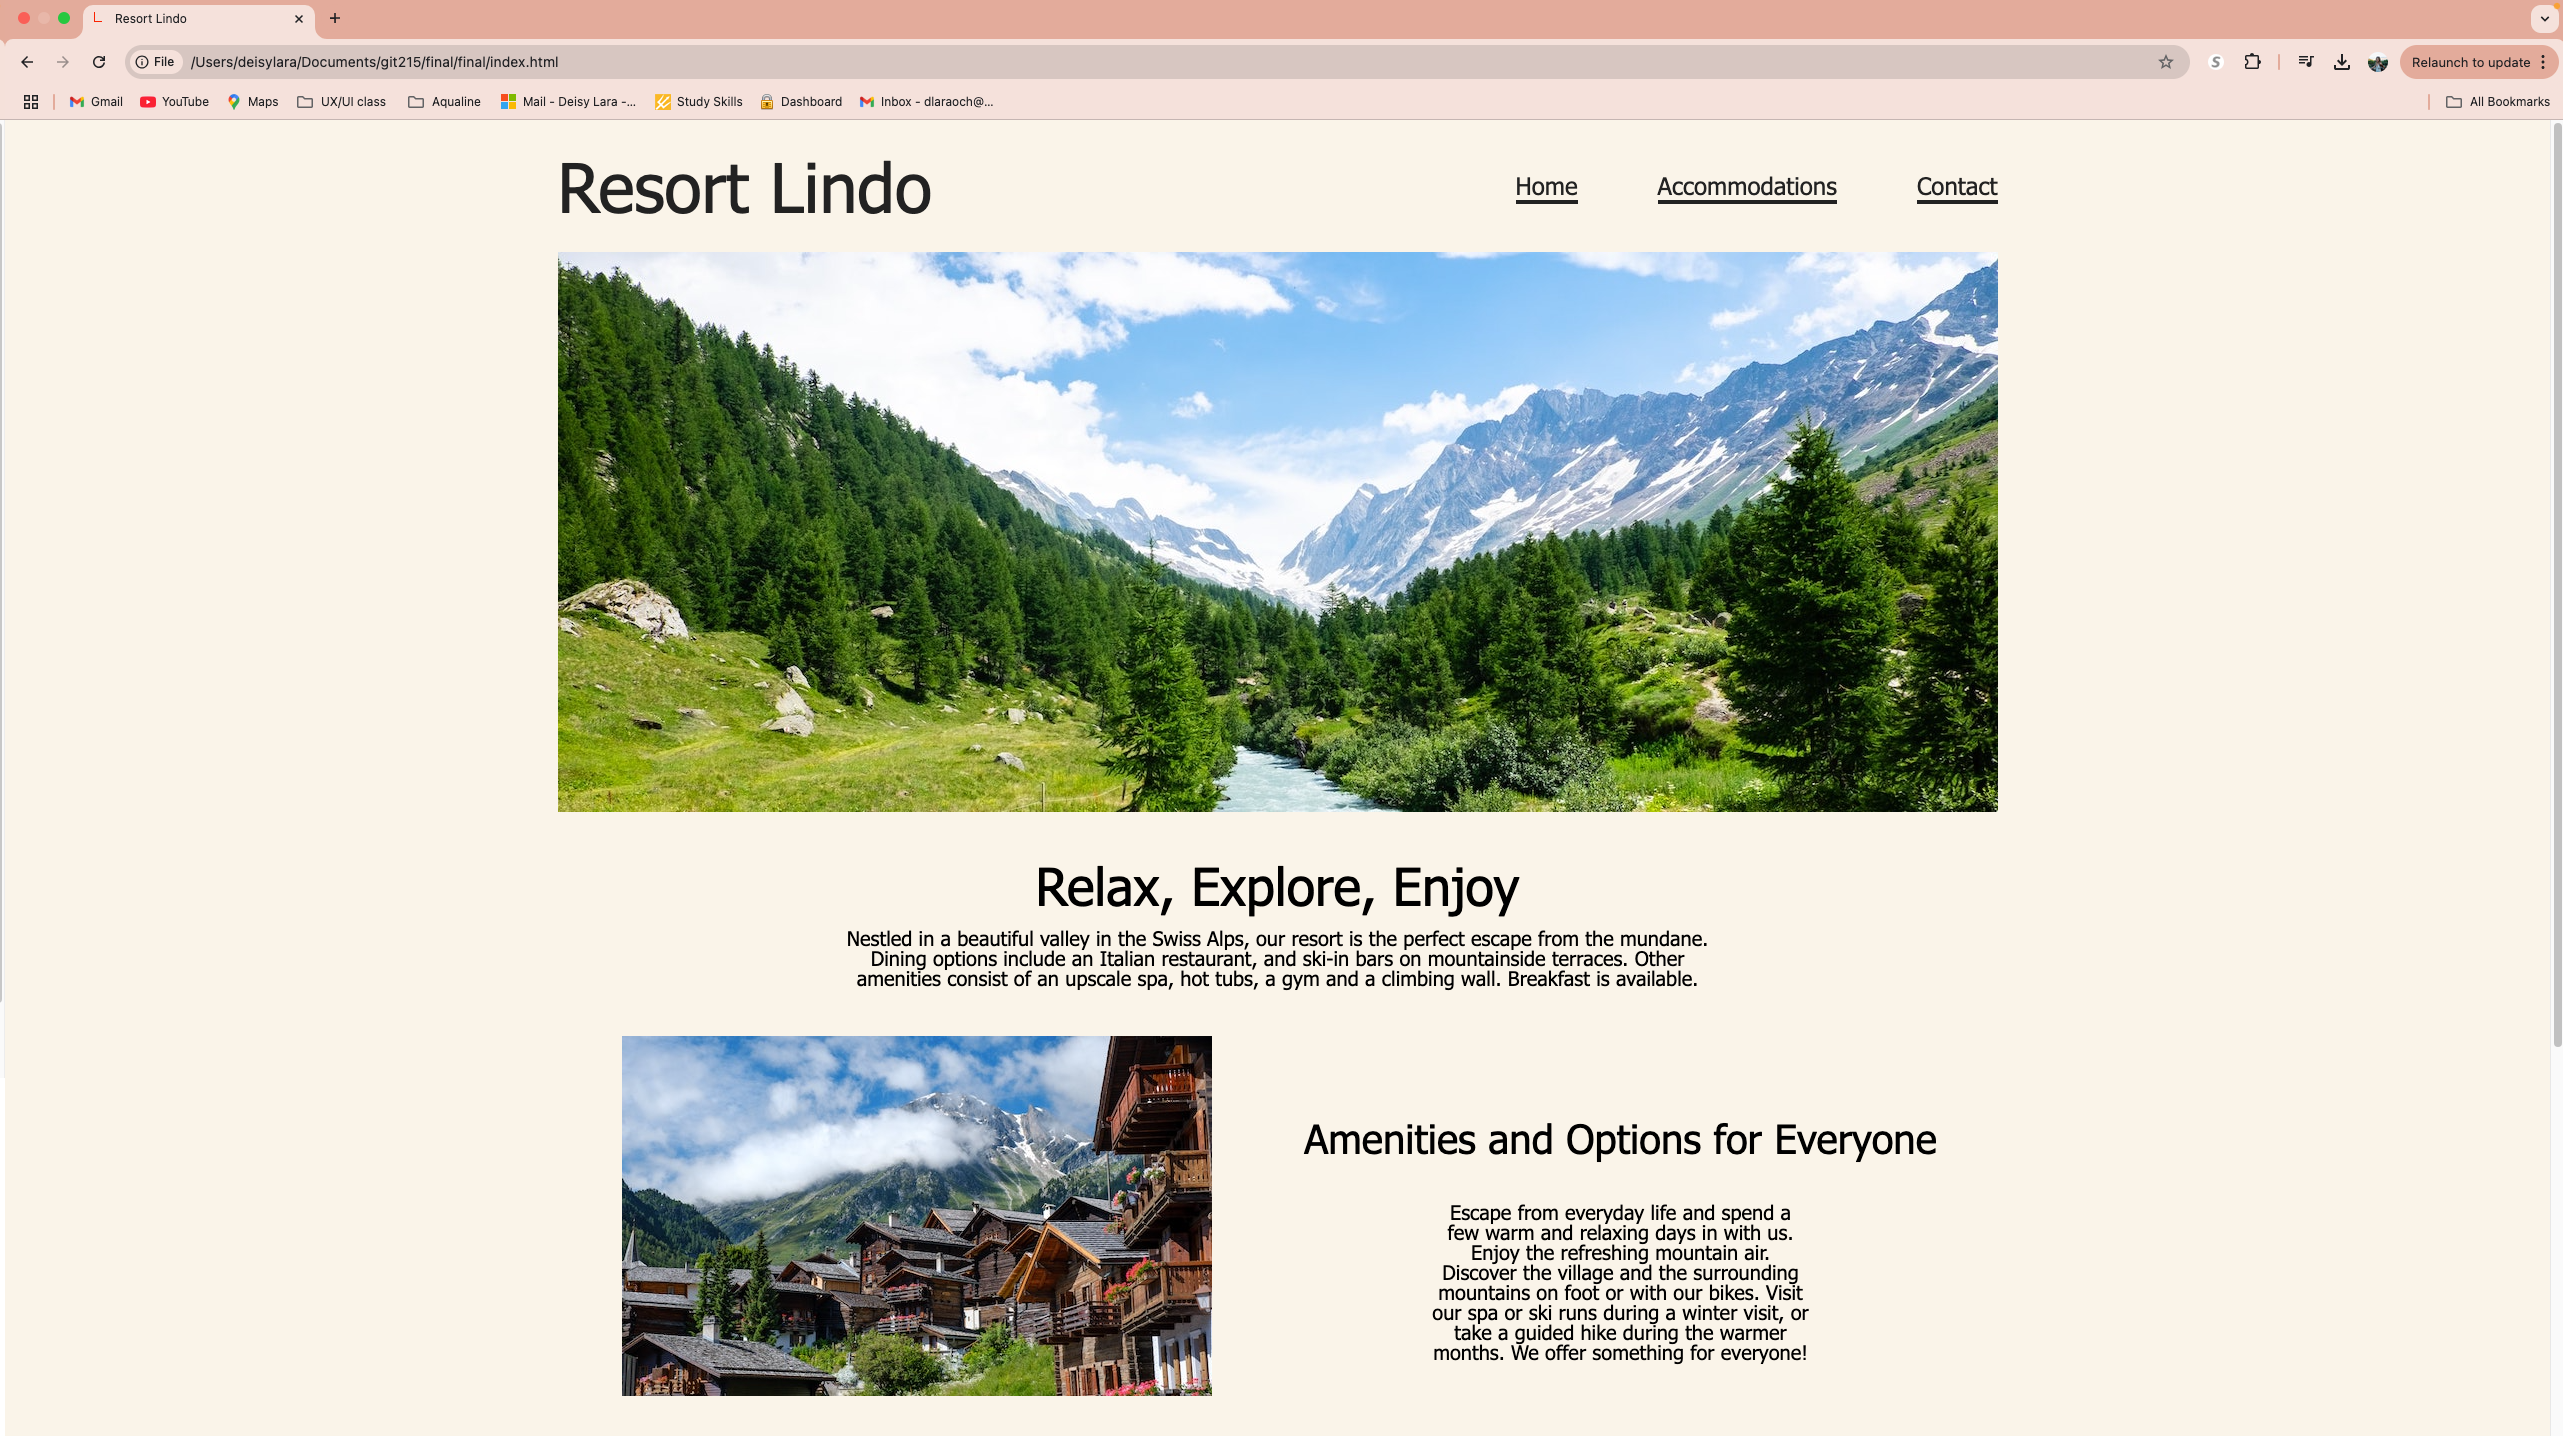 Resort Lindo
File /Users/deisylara/Documents/git215/final/final/index.html
Relaunch to update
Gmail YouTube Maps UX/UI class Aqualine Mail - Deisy Lara -... Study Skills Dashboard Inbox - dlaraoch@... All Bookmarks
Resort Lindo
Home Accommodations Contact
Relax, Explore, Enjoy
Nestled in a beautiful valley in the Swiss Alps, our resort is the perfect escape from the mundane.
Dining options include an Italian restaurant, and ski-in bars on mountainside terraces. Other
amenities consist of an upscale spa, hot tubs, a gym and a climbing wall. Breakfast is available.
Amenities and Options for Everyone
Escape from everyday life and spend a
few warm and relaxing days in with us.
Enjoy the refreshing mountain air.
Discover the village and the surrounding
mountains on foot or with our bikes. Visit
our spa or ski runs during a winter visit, or
take a guided hike during the warmer
months. We offer something for everyone!